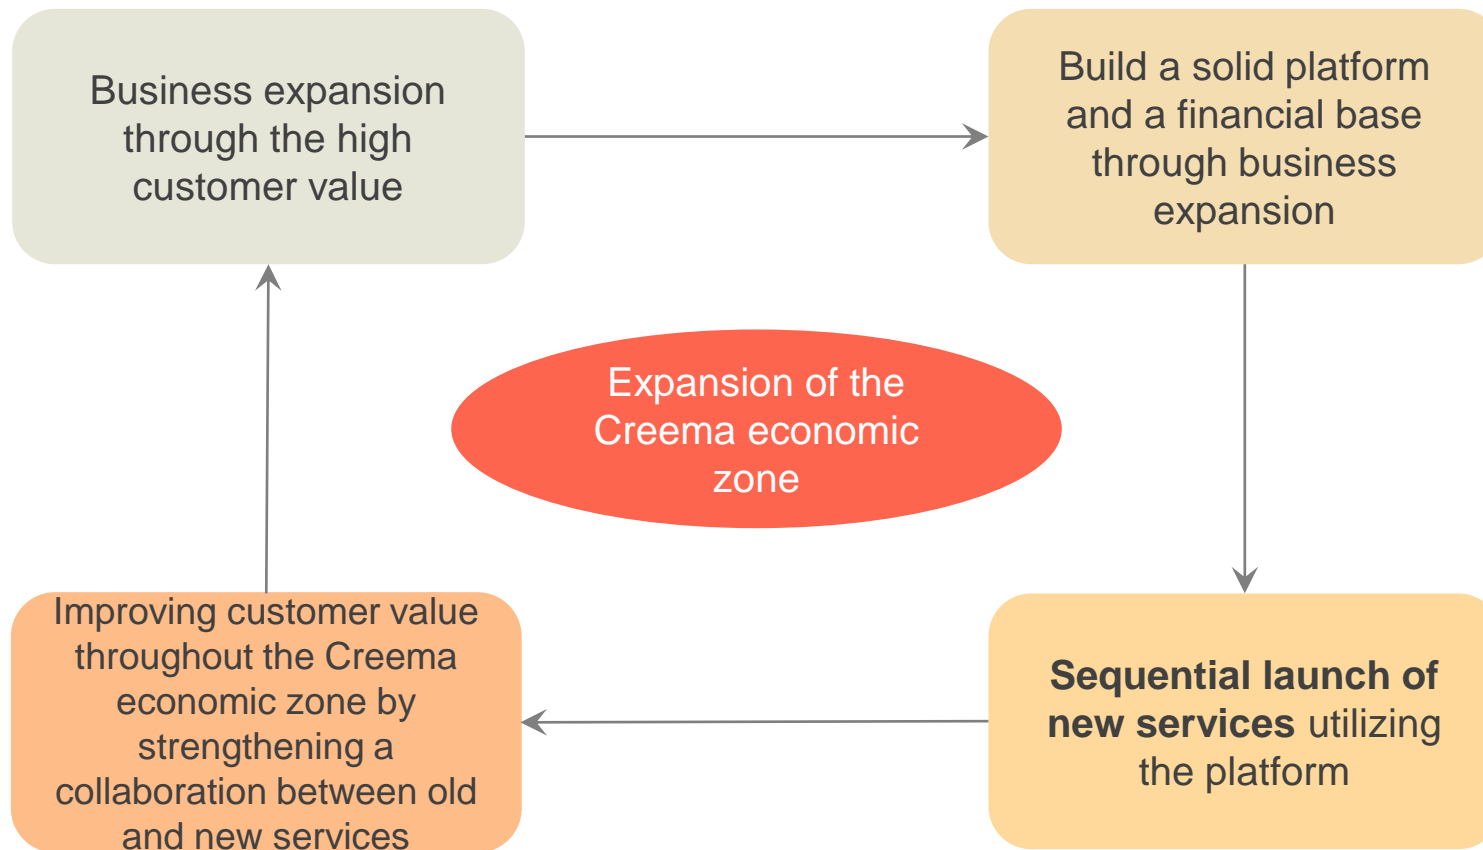 Business expansion
through the high
customer value
Build a solid platform
and a financial base
through business
expansion
Expansion of the
Creema economic
zone
Improving customer value
throughout the Creema
economic zone by
strengthening a
collaboration between old
and new services
Sequential launch of
new services utilizing
the platform